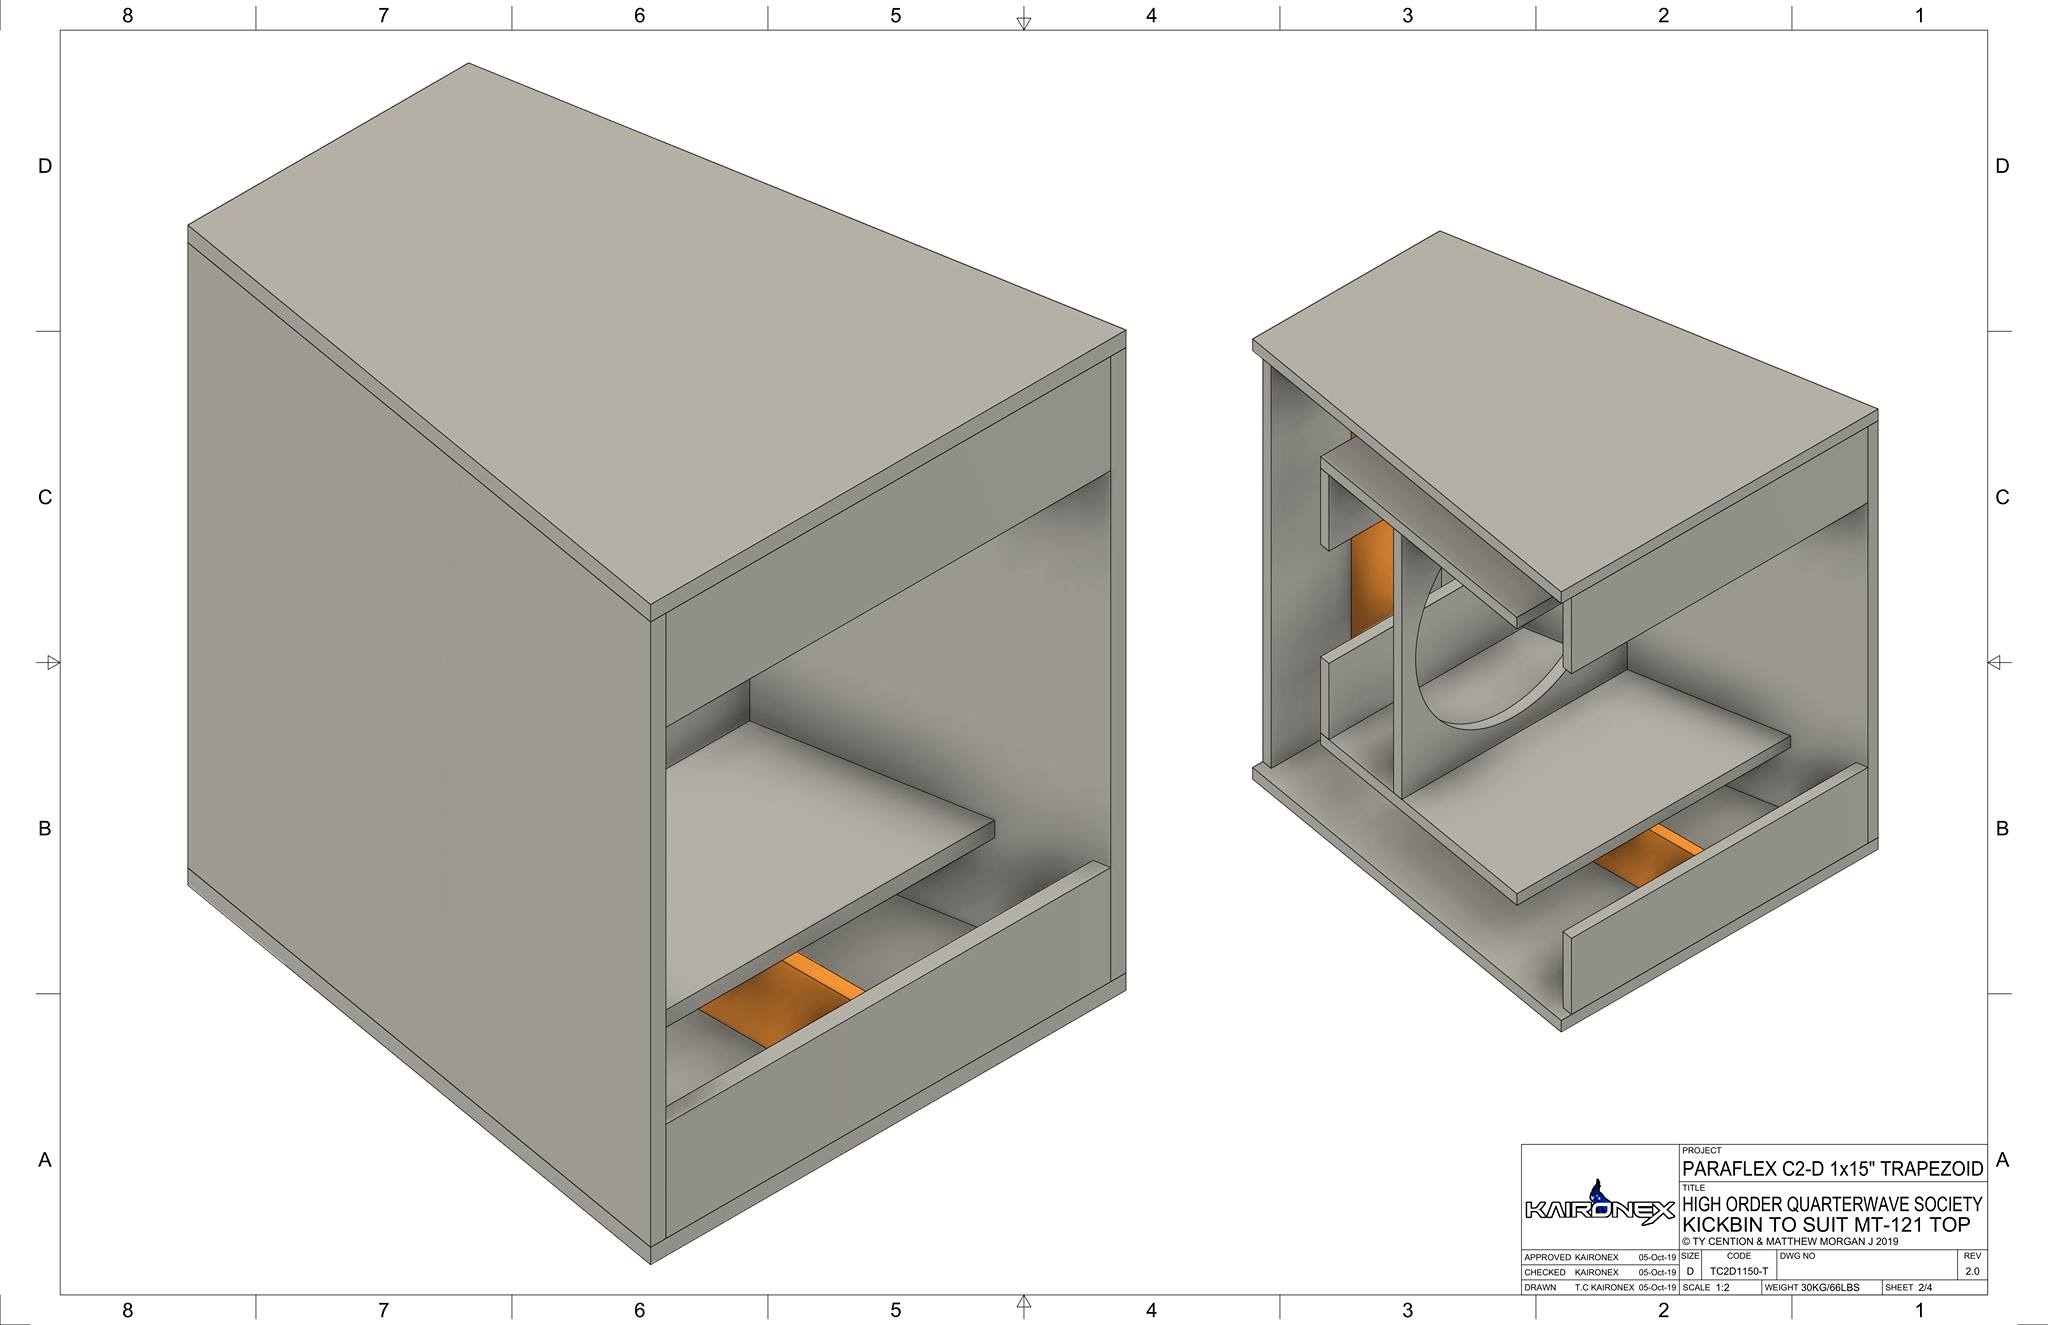 8 7 6 5 4 3 2 1
D D
C C
B B
A A
KAIRONEX
PROJECT
PARAFLEX C2-D 1x15" TRAPEZOID
TITLE
HIGH ORDER QUARTERWAVE SOCIETY
KICKBIN TO SUIT MT-121 TOP
© TY CENTION & MATTHEW MORGAN J 2019
APPROVED KAIRONEX 05-Oct-19
CHECKED KAIRONEX 05-Oct-19
DRAWN T.C KAIRONEX 05-Oct-19
SIZE CODE DWG NO REV
D TC2D1150-T 2.0
SCALE 1:2 WEIGHT 30KG/66LBS SHEET 2/4
8 7 6 5 4 3 2 1